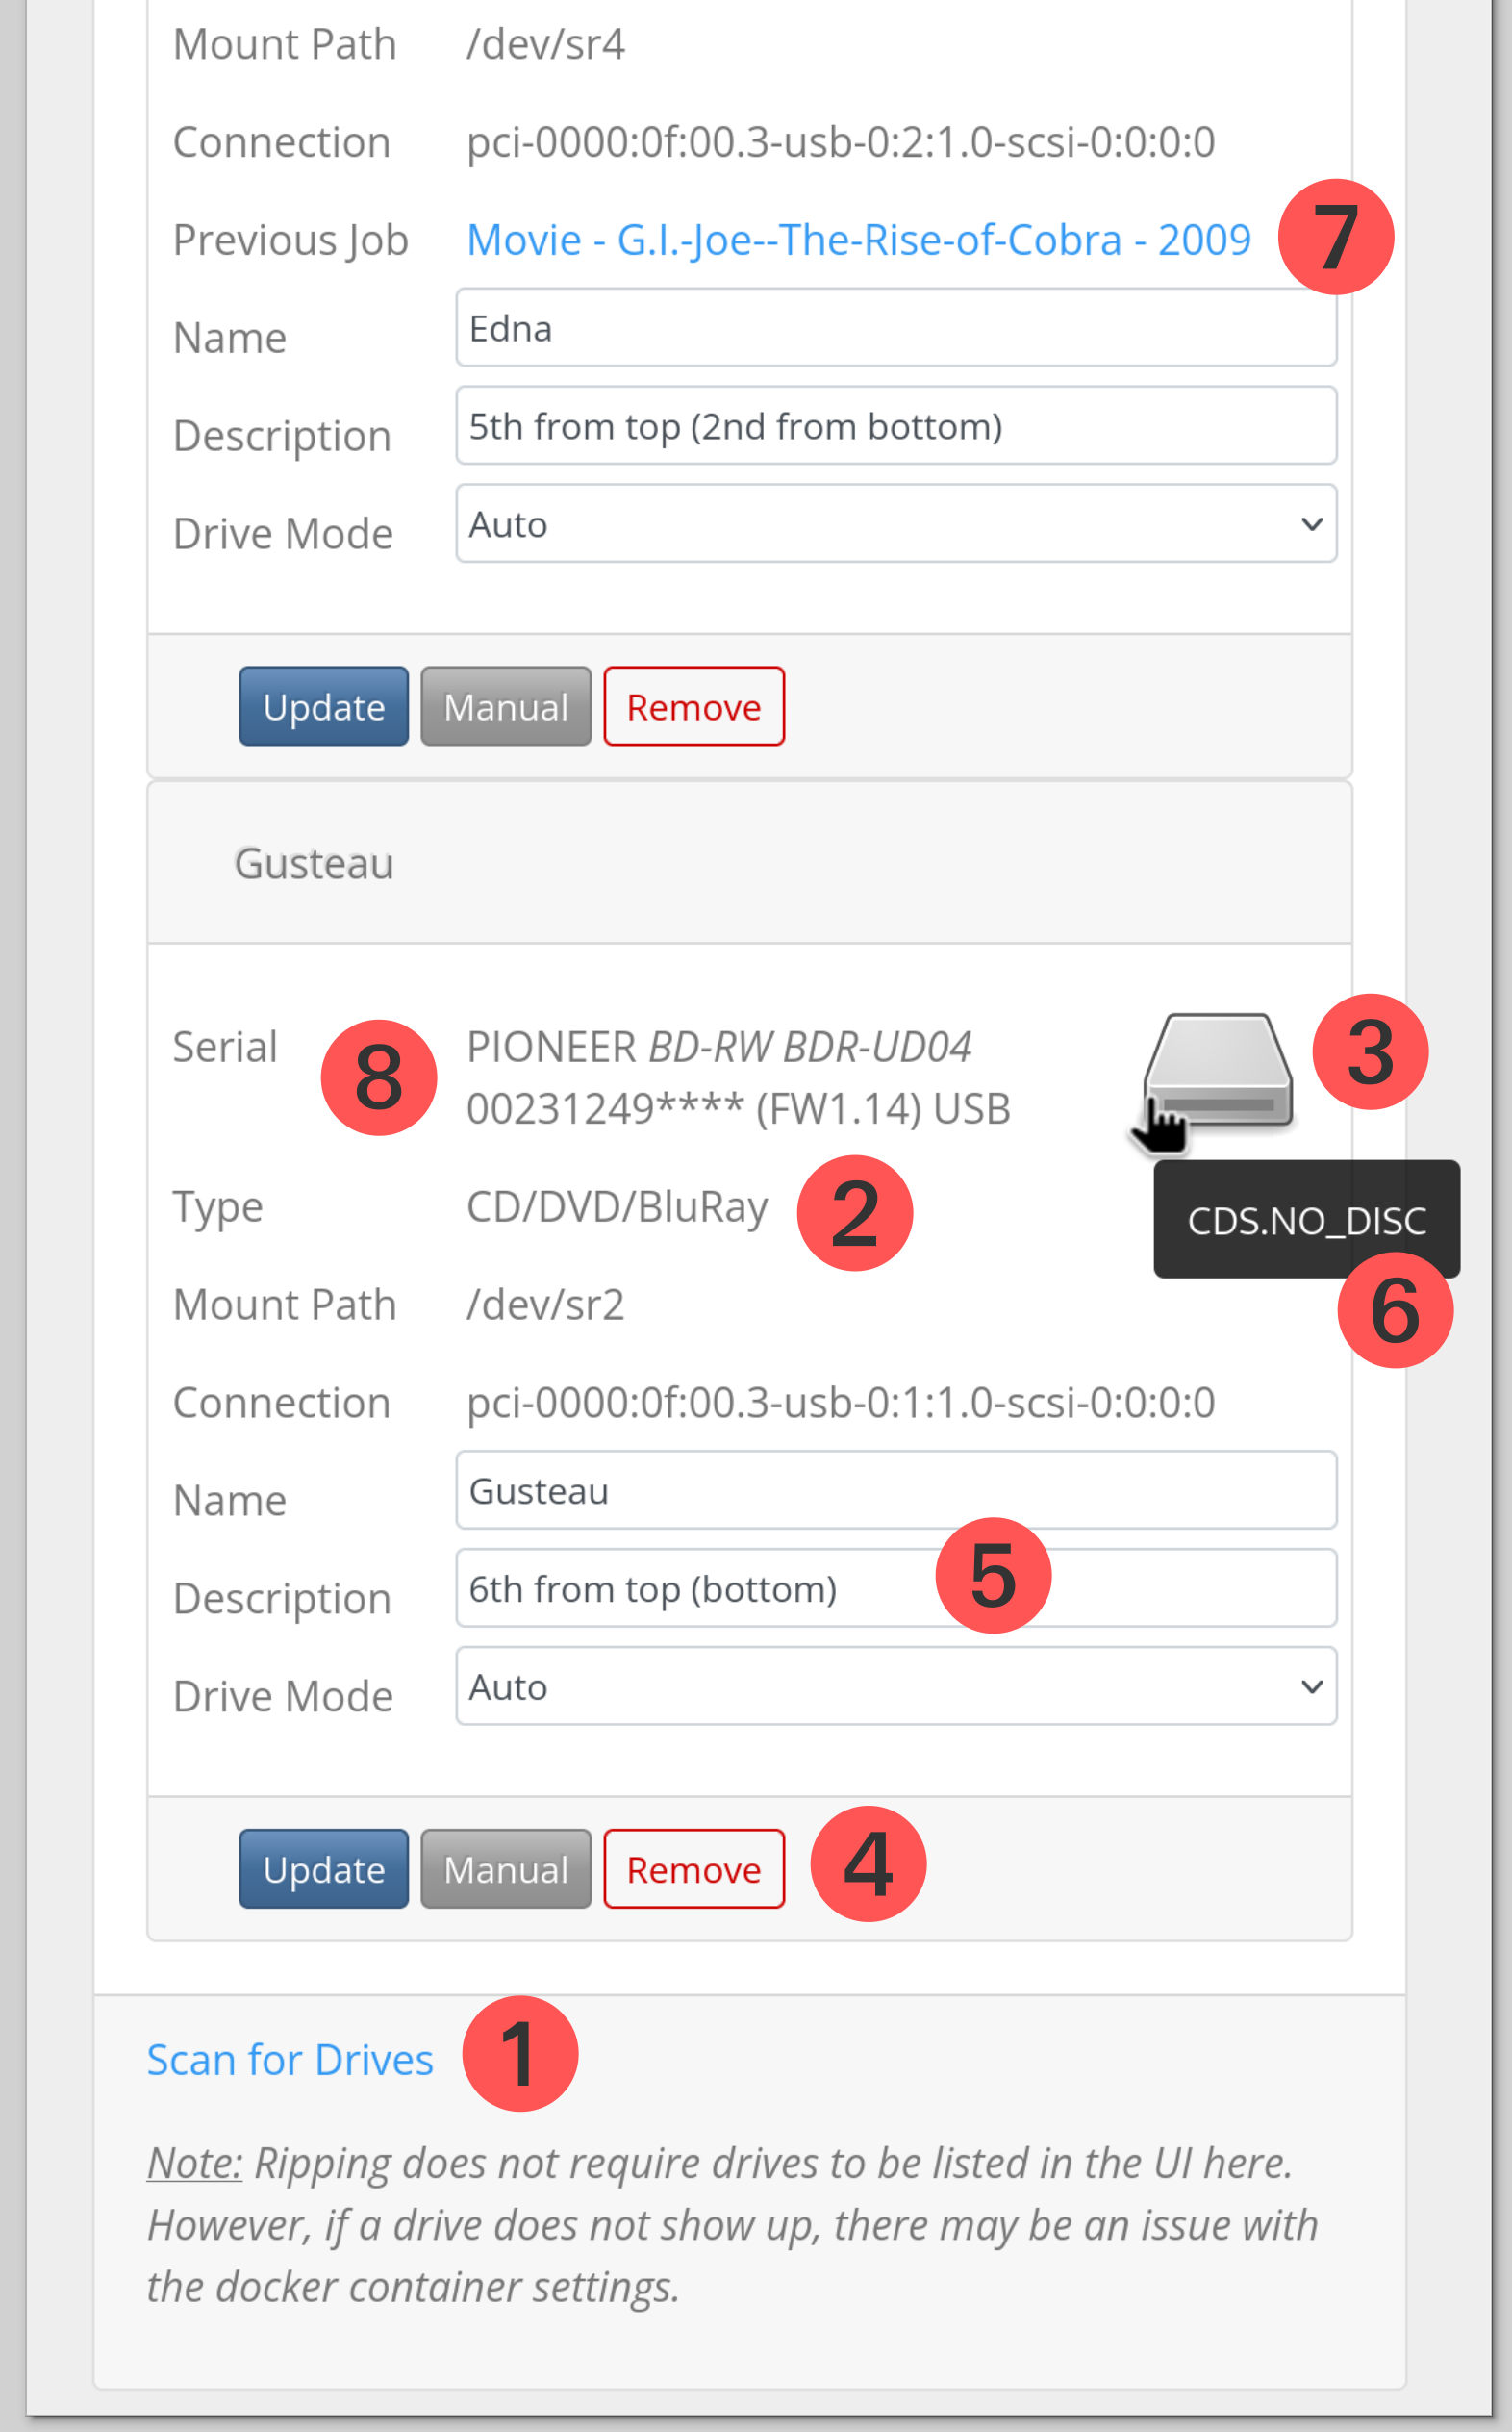 Mount Path /dev/sr4
Connection pci-0000:0f:00.3-usb-0:2:1.0-scsi-0:0:0:0
Previous Job Movie - G.I.-Joe--The-Rise-of-Cobra - 2009 7
Name Edna
Description 5th from top (2nd from bottom)
Drive Mode Auto
Update Manual Remove
Gusteau
Serial 8 PIONEER BD-RW BDR-UD04 3
00231249**** (FW1.14) USB
Type CD/DVD/BluRay 2
CDS.NO_DISC
Mount Path /dev/sr2 6
Connection pci-0000:0f:00.3-usb-0:1:1.0-scsi-0:0:0:0
Name Gusteau
Description 6th from top (bottom) 5
Drive Mode Auto
Update Manual Remove 4
Scan for Drives 1
Note: Ripping does not require drives to be listed in the UI here.
However, if a drive does not show up, there may be an issue with
the docker container settings.